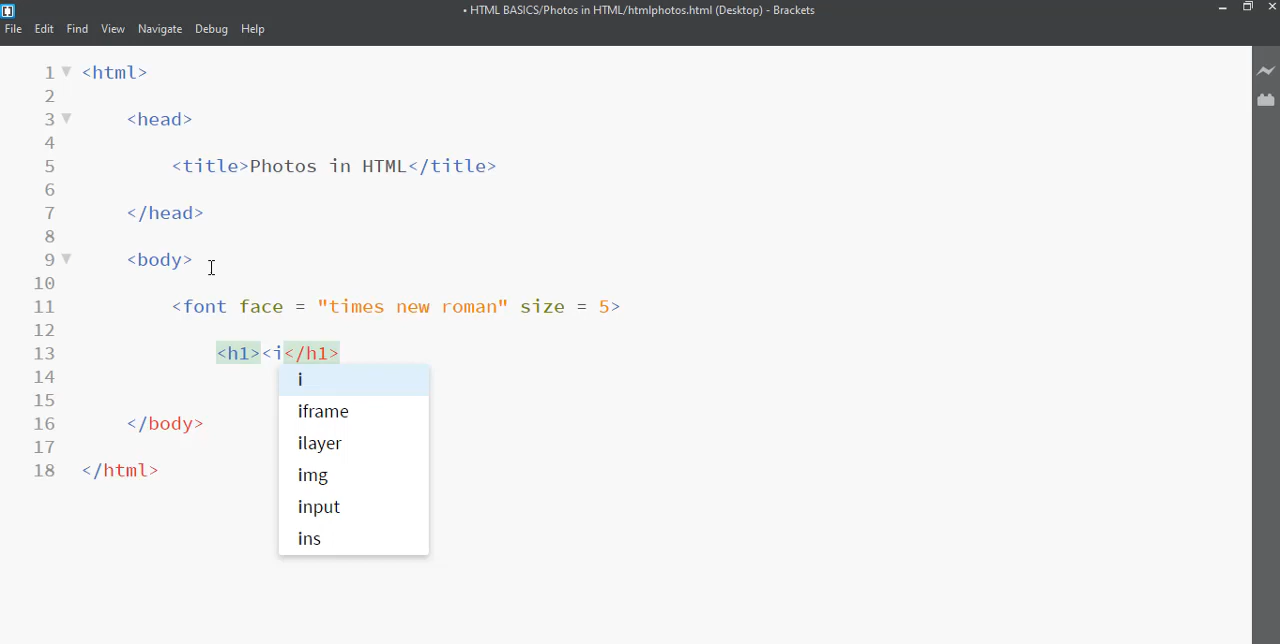 • HTML BASICS/Photos in HTML/htmlphotos.html (Desktop) - Brackets
File Edit Find View Navigate Debug Help
1 <html>
2
3 <head>
4
5 <title>Photos in HTML</title>
6
7 </head>
8
9 <body>
10
11 <font face = "times new roman" size = 5>
12
13 <h1><i</h1>
14
15
16 </body>
17
18 </html>
i
iframe
ilayer
img
input
ins